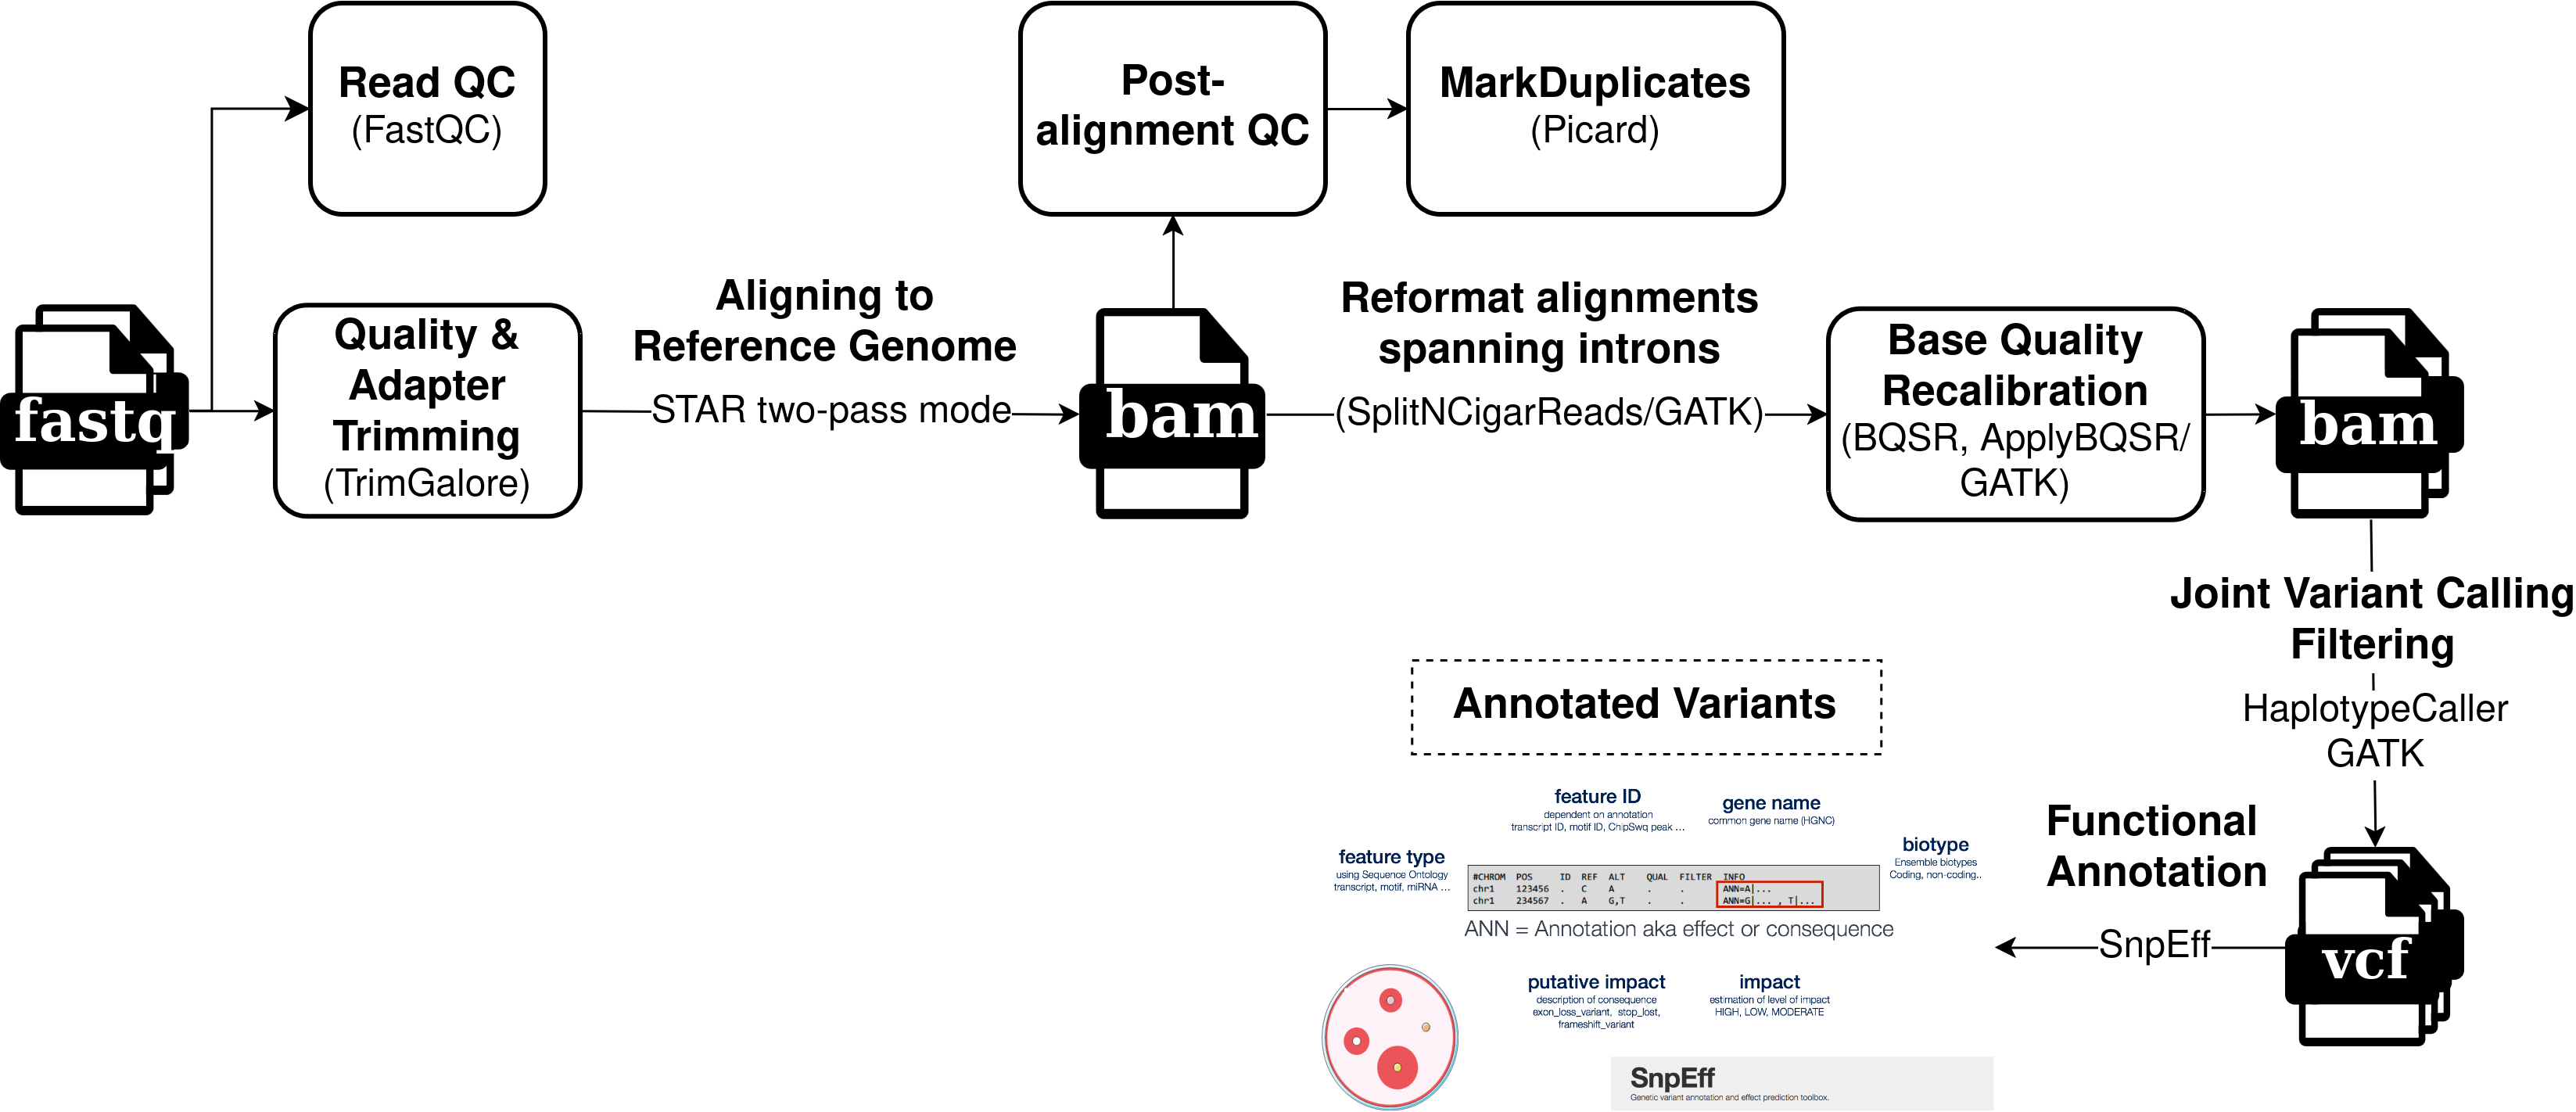 Read QC
(FastQC)
Post-
alignment QC
MarkDuplicates
(Picard)
fastq
Quality &
Adapter
Trimming
(TrimGalore)
Aligning to
Reference Genome
STAR two-pass mode
bam
Reformat alignments
spanning introns
(SplitNCigarReads/GATK)
Base Quality
Recalibration
(BQSR, ApplyBQSR/
GATK)
bam
Joint Variant Calling
Filtering
HaplotypeCaller
GATK
vcf
Functional
Annotation
SnpEff
Annotated Variants
feature ID
dependent on annotation
transcript ID, motif ID, ChipSwq peak ...
gene name
common gene name (HGNC)
feature type
using Sequence Ontology
transcript, motif, miRNA ...
biotype
Ensemble biotypes
Coding, non-coding..
#CHROM POS ID REF ALT QUAL FILTER INFO
chr1 123456 . C A . . ANN=A|...
chr1 234567 . A G,T . . ANN=G|... , T|...
ANN = Annotation aka effect or consequence
putative impact
description of consequence
exon_loss_variant, stop_lost,
frameshift_variant
impact
estimation of level of impact
HIGH, LOW, MODERATE
SnpEff
Genetic variant annotation and effect prediction toolbox.